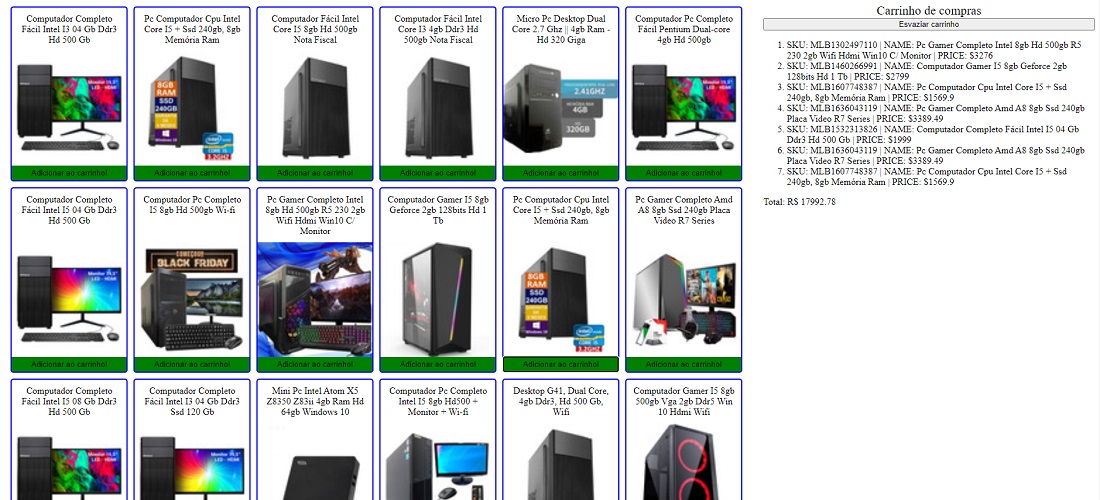 Computador Completo
Fácil Intel I3 04 Gb Ddr3
Hd 500 Gb
Adicionar ao carrinho!
Pc Computador Cpu Intel
Core I5 + Ssd 240gb, 8gb
Memória Ram
8GB
RAM
SSD
240GB
Windows 10
Adicionar ao carrinho!
Computador Fácil Intel
Core I5 8gb Hd 500gb
Nota Fiscal
Adicionar ao carrinho!
Computador Fácil Intel
Core I3 4gb Ddr3 Hd
500gb Nota Fiscal
Adicionar ao carrinho!
Micro Pc Desktop Dual
Core 2.7 Ghz || 4gb Ram -
Hd 320 Giga
2.41GHZ
MEMÓRIA RAM
4GB
320GB
Adicionar ao carrinho!
Computador Completo
Fácil Pentium Dual-core
4gb Hd 500gb
Adicionar ao carrinho!
Computador Completo
Fácil Intel I5 04 Gb Ddr3
Hd 500 Gb
Adicionar ao carrinho!
Computador Pc Completo
I5 8gb Hd 500gb Wi-fi
BLACK FRIDAY
Adicionar ao carrinho!
Pc Gamer Completo Intel
8gb Hd 500gb R5 230 2gb
Wifi Hdmi Win10 C/
Monitor
Adicionar ao carrinho!
Computador Gamer I5 8gb
Geforce 2gb 128bits Hd 1
Tb
Adicionar ao carrinho!
Pc Computador Cpu Intel
Core I5 + Ssd 240gb, 8gb
Memória Ram
8GB
RAM
SSD
240GB
Windows 10
Adicionar ao carrinho!
Pc Gamer Completo Amd
A8 8gb Ssd 240gb Placa
Video R7 Series
Adicionar ao carrinho!
Computador Completo
Fácil Intel I5 08 Gb Ddr3
Hd 500 Gb
Computador Completo
Fácil Intel I3 04 Gb Ddr3
Ssd 120 Gb
Mini Pc Intel Atom X5
Z8350 Z83ii 4gb Ram Hd
64gb Windows 10
Computador Pc Completo
Intel I5 8gb Hd500 +
Monitor + Wi-fi
Desktop G41, Dual Core,
4gb Ddr3, Hd 500 Gb,
Wifi
Computador Gamer I5 8gb
500gb Vga 2gb Ddr5 Win
10 Hdmi Wifi
Carrinho de compras
Esvaziar carrinho
1. SKU: MLB1302497110 | NAME: Pc Gamer Completo Intel 8gb Hd 500gb R5
230 2gb Wifi Hdmi Win10 C/ Monitor | PRICE: $3276
2. SKU: MLB1460266991 | NAME: Computador Gamer I5 8gb Geforce 2gb
128bits Hd 1 Tb | PRICE: $2799
3. SKU: MLB1607748387 | NAME: Pc Computador Cpu Intel Core I5 + Ssd
240gb, 8gb Memória Ram | PRICE: $1569.9
4. SKU: MLB1636043119 | NAME: Pc Gamer Completo Amd A8 8gb Ssd 240gb
Placa Video R7 Series | PRICE: $3389.49
5. SKU: MLB1532313826 | NAME: Computador Completo Fácil Intel I5 04 Gb
Ddr3 Hd 500 Gb | PRICE: $1999
6. SKU: MLB1636043119 | NAME: Pc Gamer Completo Amd A8 8gb Ssd 240gb
Placa Video R7 Series | PRICE: $3389.49
7. SKU: MLB1607748387 | NAME: Pc Computador Cpu Intel Core I5 + Ssd
240gb, 8gb Memória Ram | PRICE: $1569.9
Total: R$ 17992.78